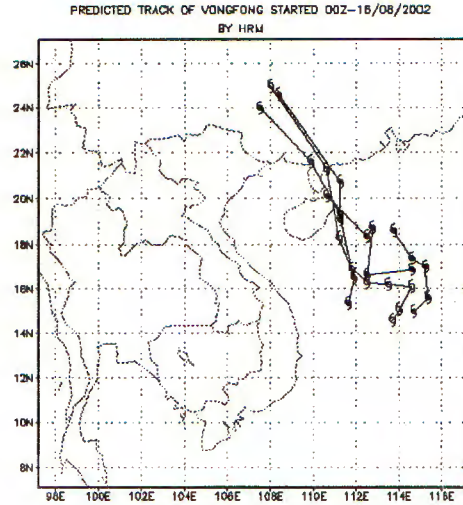 PREDICTED TRACK OF VONGFONG STARTED 00Z-16/08/2002
BY HRM
26N
24N
22N
20N
18N
16N
14N
12N
10N
8N
98E 100E 102E 104E 106E 108E 110E 112E 114E 116E